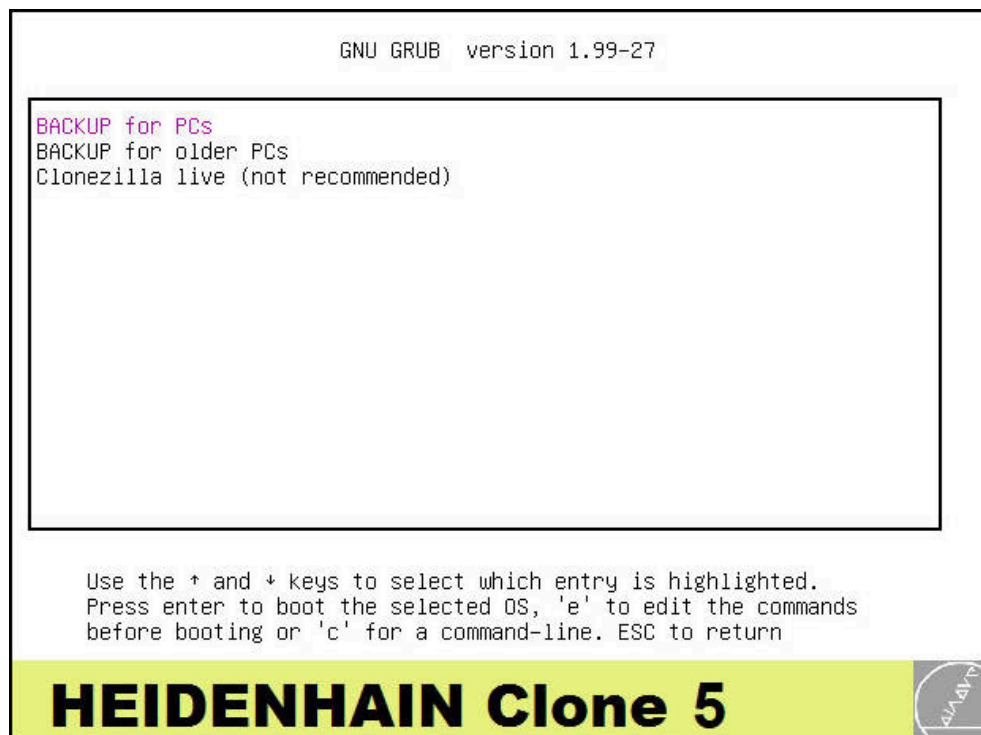 GNU GRUB version 1.99-27
BACKUP for PCs
BACKUP for older PCs
Clonezilla live (not recommended)
Use the ↑ and ↓ keys to select which entry is highlighted.
Press enter to boot the selected OS, 'e' to edit the commands
before booting or 'c' for a command-line. ESC to return
HEIDENHAIN Clone 5